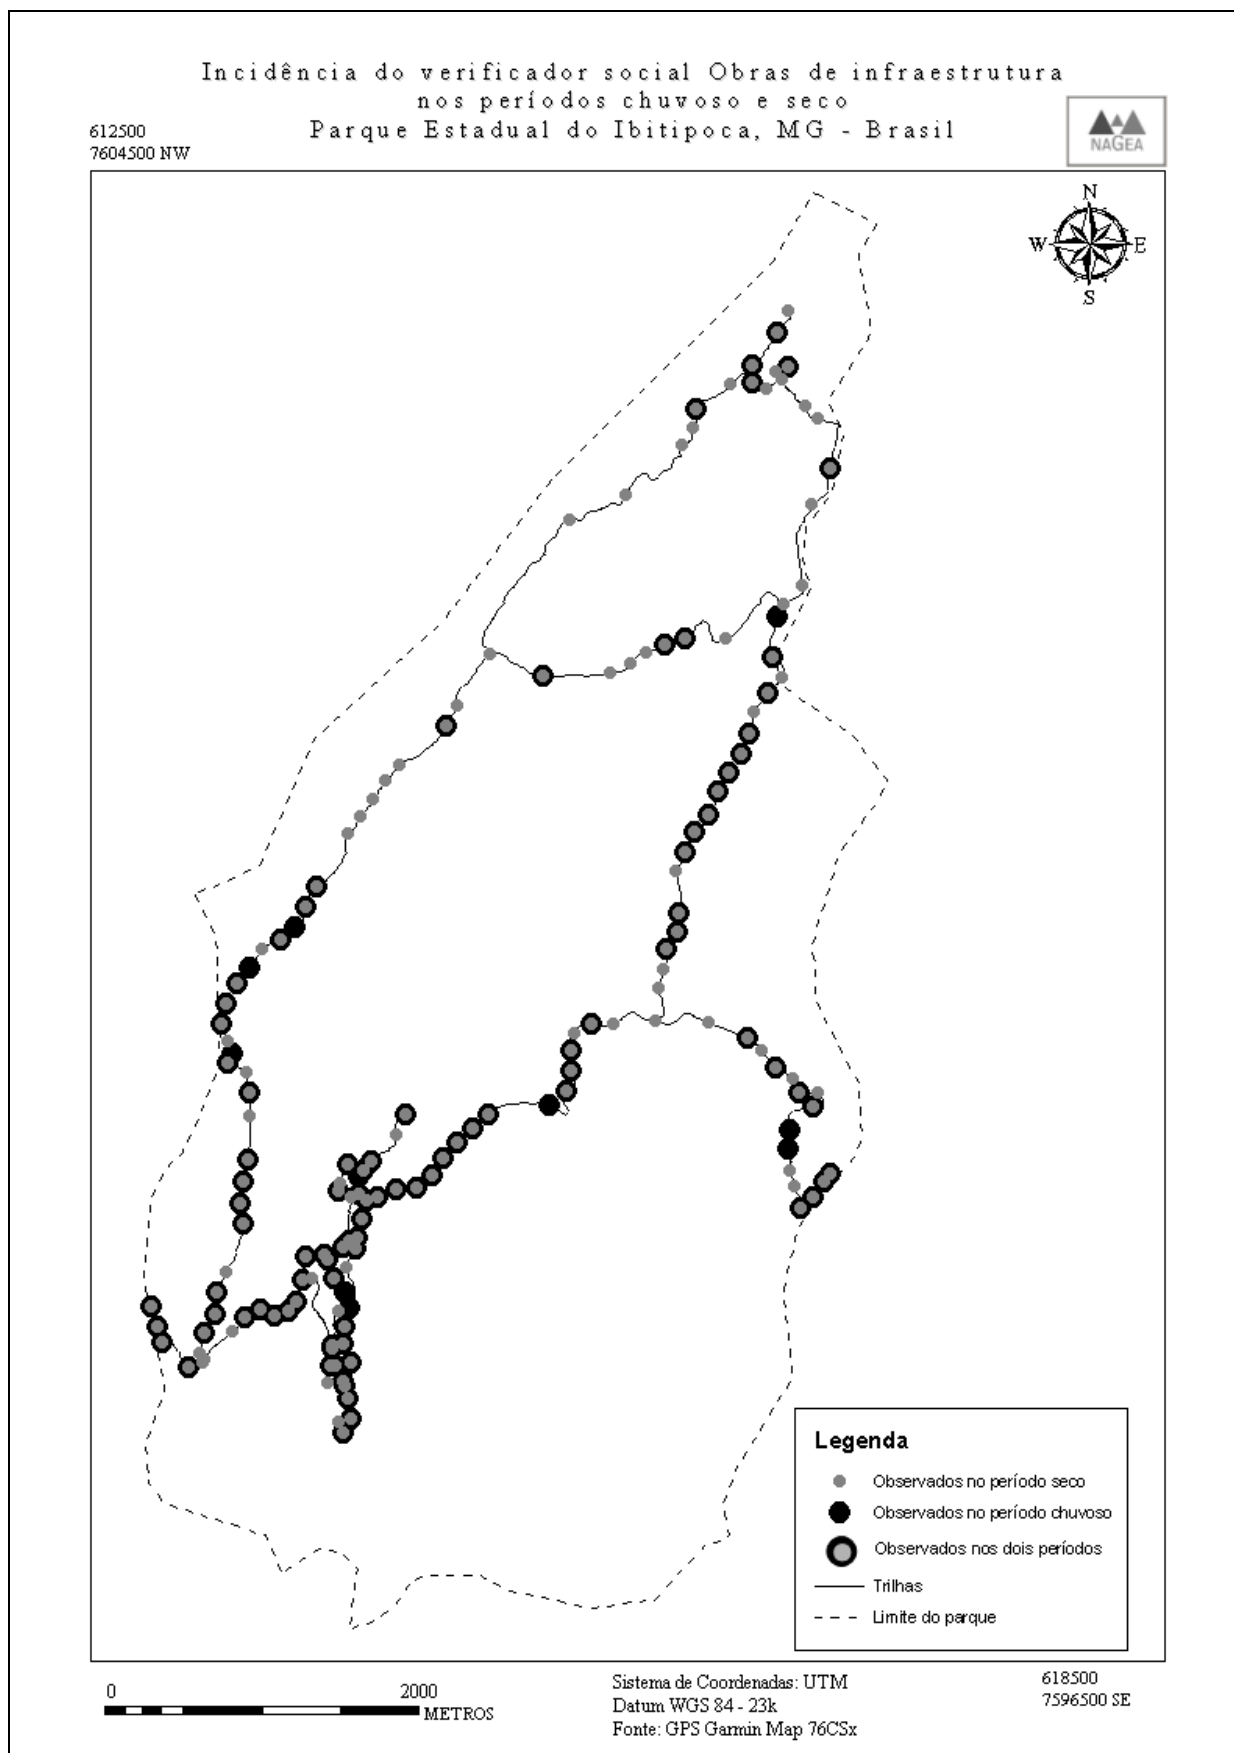 Incidência do verificador social Obras de infraestrutura
nos períodos chuvoso e seco
Parque Estadual do Ibitipoca, MG - Brasil
612500
7604500 NW
NAGEA
N
W E
S
Legenda
Observados no período seco
Observados no período chuvoso
Observados nos dois períodos
Trilhas
Limite do parque
0 2000
METROS
Sistema de Coordenadas: UTM
Datum WGS 84 - 23k
Fonte: GPS Garmin Map 76CSx
618500
7596500 SE